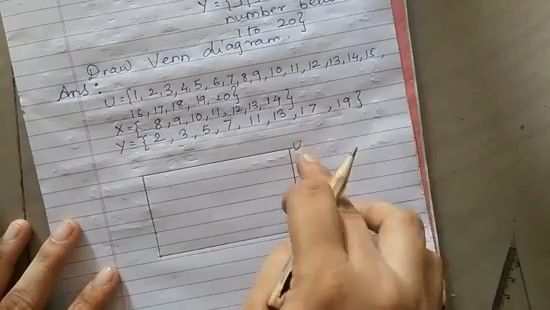 Y = {
number
1 to 20}
Draw Venn diagram.
Ans:
U = {1, 2, 3, 4, 5, 6, 7, 8, 9, 10, 11, 12, 13, 14, 15,
16, 17, 18, 19, 20}
X = { 8, 9, 10, 11, 12, 13, 14}
Y = { 2, 3, 5, 7, 11, 13, 17, 19}
U